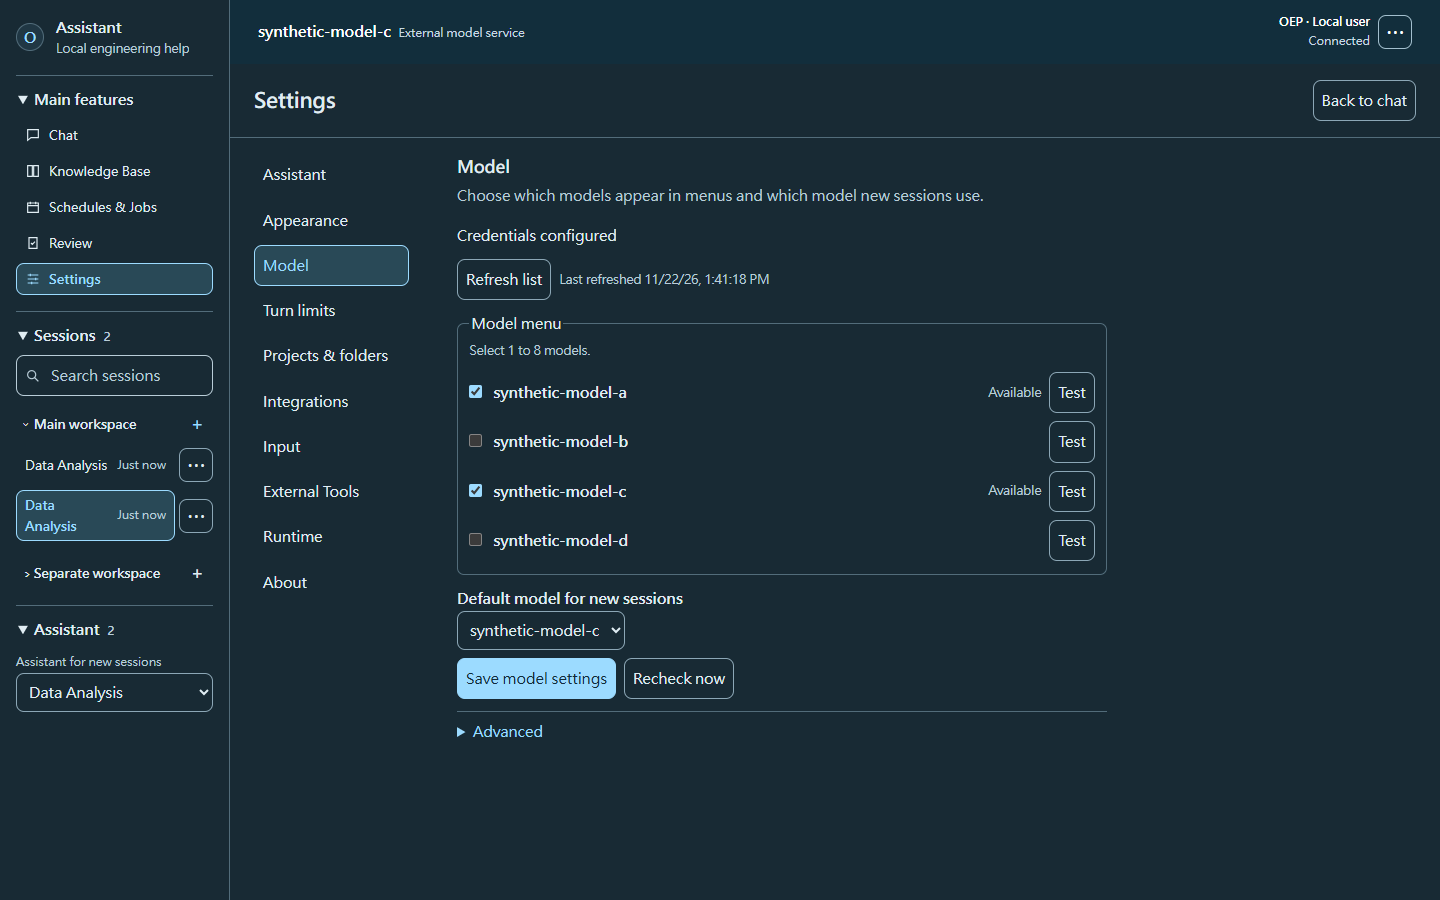 O
Assistant
Local engineering help
Main features
Chat
Knowledge Base
Schedules & Jobs
Review
Settings
Sessions 2
Search sessions
Main workspace +
Data Analysis Just now ...
Data
Analysis Just now ...
Separate workspace +
Assistant 2
Assistant for new sessions
Data Analysis
synthetic-model-c External model service
OEP · Local user
Connected
...
Settings
Back to chat
Assistant
Appearance
Model
Turn limits
Projects & folders
Integrations
Input
External Tools
Runtime
About
Model
Choose which models appear in menus and which model new sessions use.
Credentials configured
Refresh list Last refreshed 11/22/26, 1:41:18 PM
Model menu
Select 1 to 8 models.
synthetic-model-a Available Test
synthetic-model-b Test
synthetic-model-c Available Test
synthetic-model-d Test
Default model for new sessions
synthetic-model-c
Save model settings Recheck now
Advanced